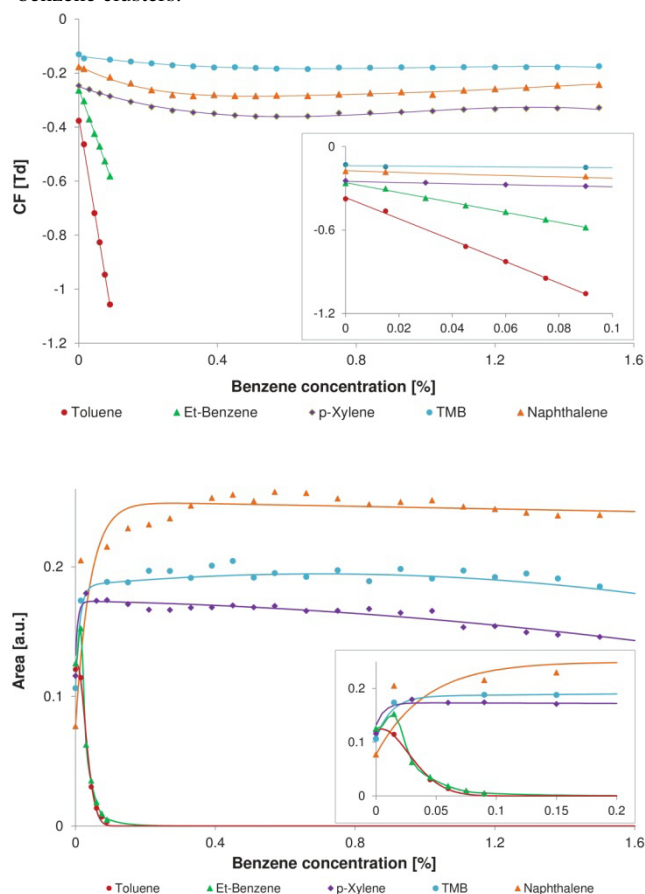 benzene clusters.
0
-0.2
-0.4
-0.6
-0.8
-1
-1.2
CF [Td]
0
-0.6
-1.2
0 0.02 0.04 0.06 0.08 0.1
0 0.4 0.8 1.2 1.6
Benzene concentration [%]
Toluene Et-Benzene p-Xylene TMB Naphthalene
0.2
0.1
0
Area [a.u.]
0.2
0.1
0
0 0.05 0.1 0.15 0.2
0 0.4 0.8 1.2 1.6
Benzene concentration [%]
Toluene Et-Benzene p-Xylene TMB Naphthalene